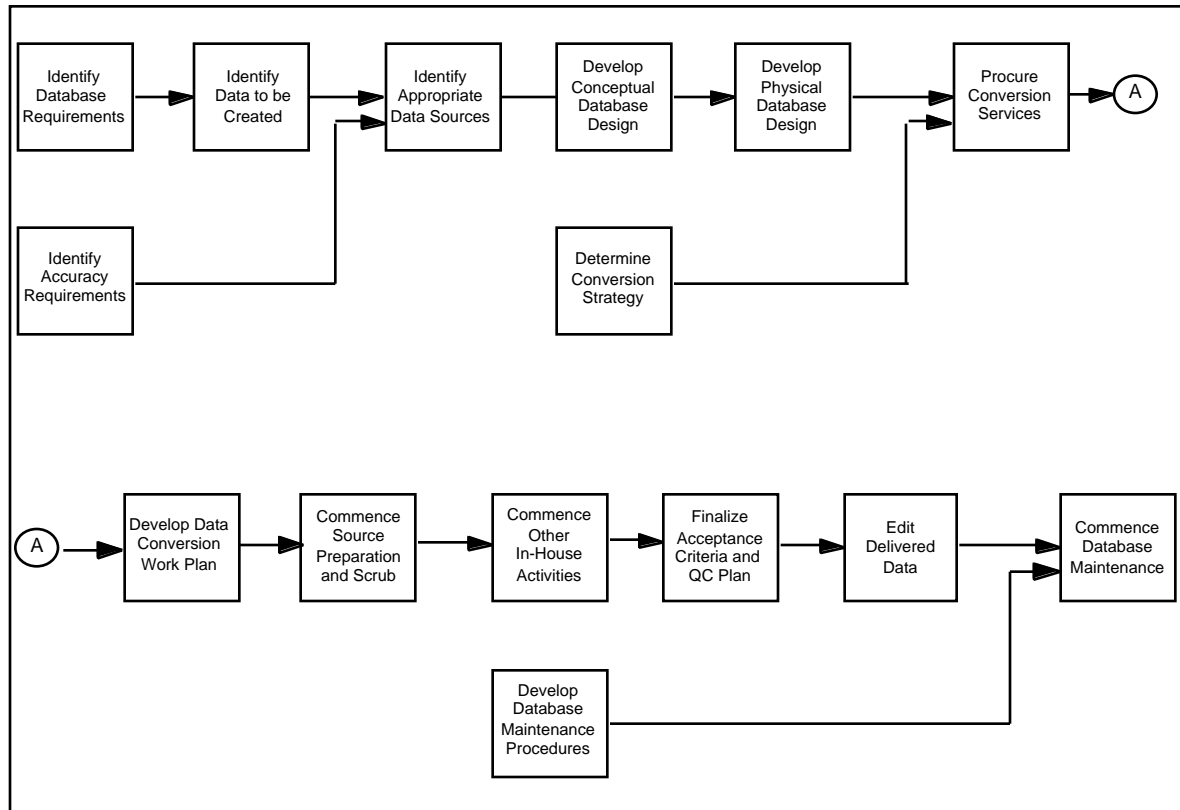 Identify
Database
Requirements
Identify
Data to be
Created
Identify
Appropriate
Data Sources
Develop
Conceptual
Database
Design
Develop
Physical
Database
Design
Procure
Conversion
Services
A
Identify
Accuracy
Requirements
Determine
Conversion
Strategy
A
Develop Data
Conversion
Work Plan
Commence
Source
Preparation
and Scrub
Commence
Other
In-House
Activities
Finalize
Acceptance
Criteria and
QC Plan
Edit
Delivered
Data
Commence
Database
Maintenance
Develop
Database
Maintenance
Procedures